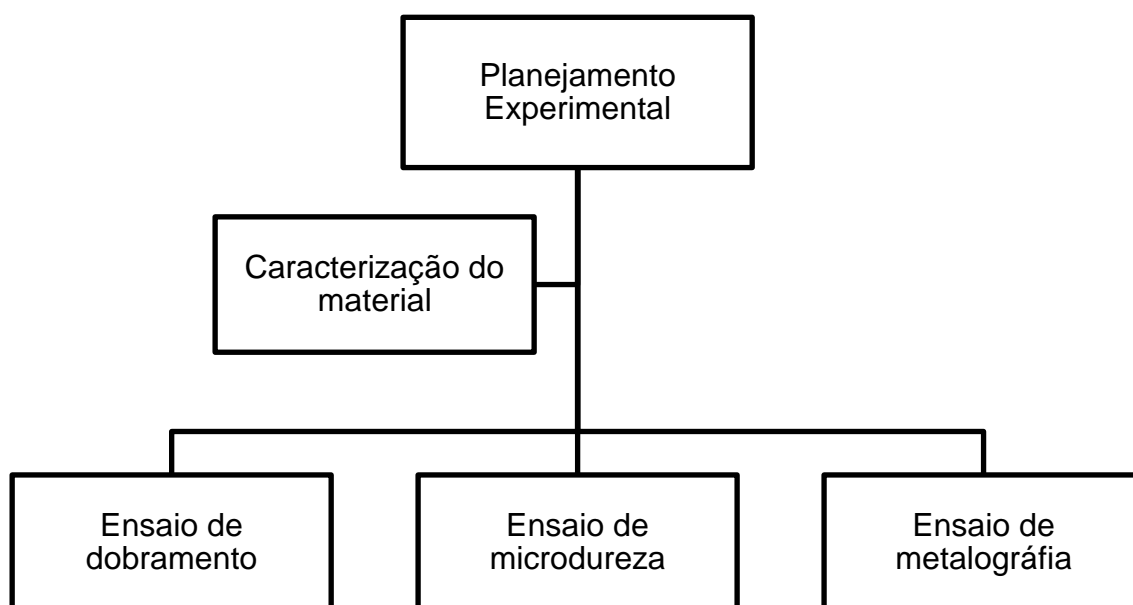 Planejamento
Experimental
Caracterização do
material
Ensaio de
dobramento
Ensaio de
microdureza
Ensaio de
metalográfia